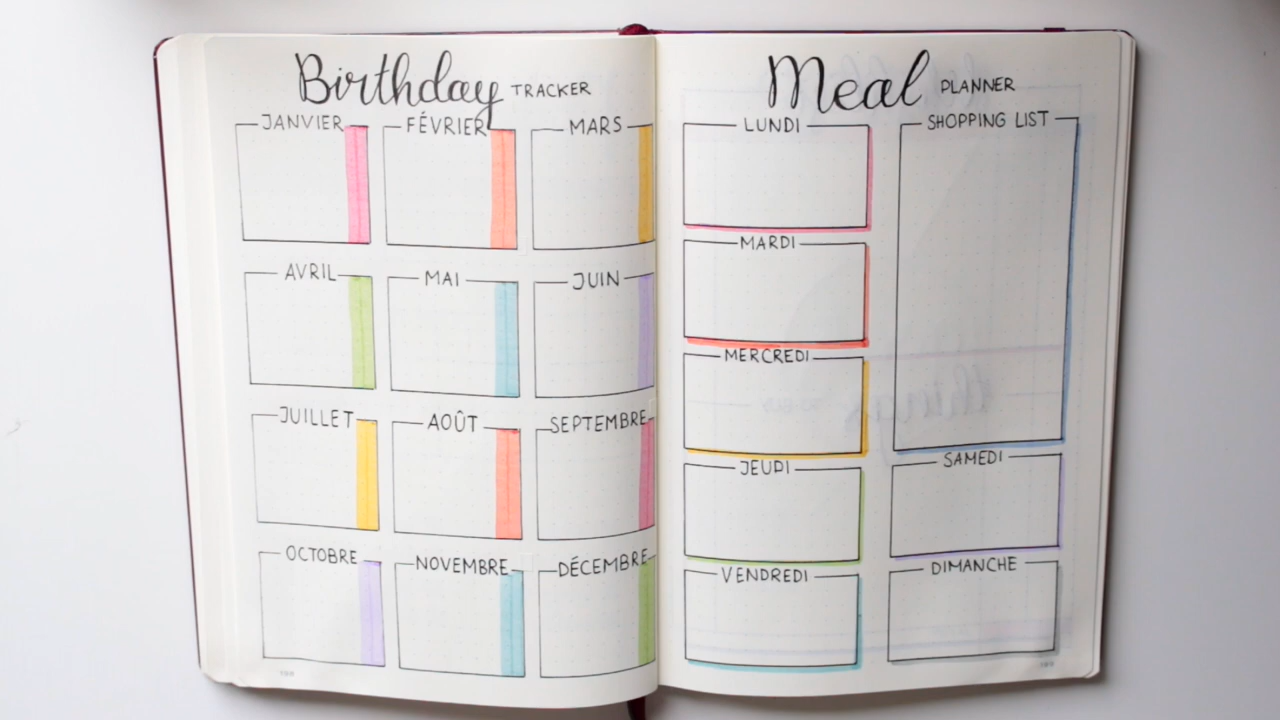 Birthday TRACKER
JANVIER FÉVRIER MARS
AVRIL MAI JUIN
JUILLET AOÛT SEPTEMBRE
OCTOBRE NOVEMBRE DÉCEMBRE
Meal PLANNER
LUNDI
MARDI
MERCREDI
JEUDI
VENDREDI
SHOPPING LIST
SAMEDI
DIMANCHE